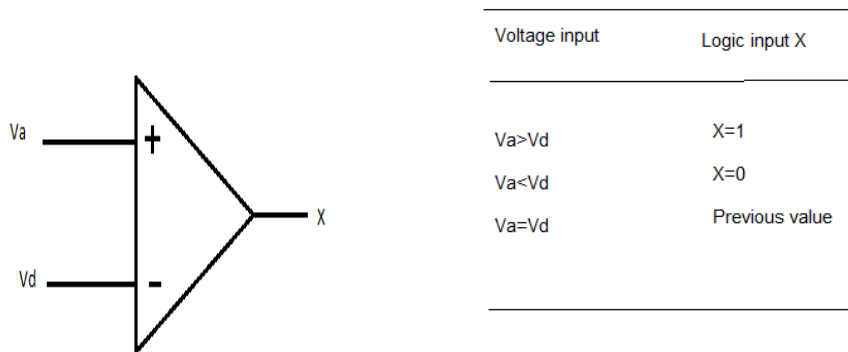 Va
+
X
Vd
-
Voltage input Logic input X
Va>Vd X=1
Va<Vd X=0
Va=Vd Previous value